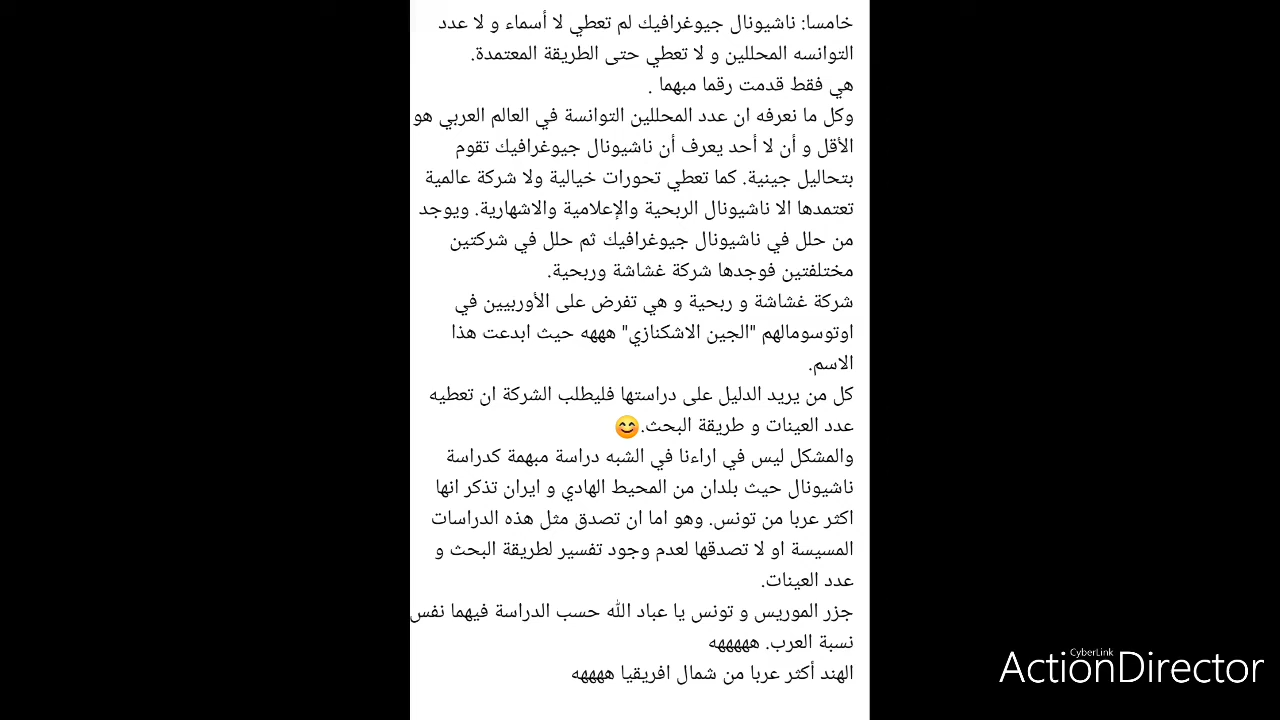 خامسا: ناشيونال جيوغرافيك لم تعطي لا أسماء و لا عدد
التوانسه المحللين و لا تعطي حتى الطريقة المعتمدة.
هي فقط قدمت رقما مبهما .
وكل ما نعرفه ان عدد المحللين التوانسة في العالم العربي هو
الأقل و أن لا أحد يعرف أن ناشيونال جيوغرافيك تقوم
بتحاليل جينية. كما تعطي تحورات خيالية ولا شركة عالمية
تعتمدها الا ناشيونال الربحية والإعلامية والاشهارية. ويوجد
من حلل في ناشيونال جيوغرافيك ثم حلل في شركتين
مختلفتين فوجدها شركة غشاشة وربحية.
شركة غشاشة و ربحية و هي تفرض على الأوربيين في
اوتوسومالهم "الجين الاشكنازي" هههه حيث ابدعت هذا
الاسم.
كل من يريد الدليل على دراستها فليطلب الشركة ان تعطيه
عدد العينات و طريقة البحث.😊
والمشكل ليس في اراءنا في الشبه دراسة مبهمة كدراسة
ناشيونال حيث بلدان من المحيط الهادي و ايران تذكر انها
اكثر عربا من تونس. وهو اما ان تصدق مثل هذه الدراسات
المسيسة او لا تصدقها لعدم وجود تفسير لطريقة البحث و
عدد العينات.
جزر الموريس و تونس يا عباد الله حسب الدراسة فيهما نفس
نسبة العرب. هههههه
الهند أكثر عربا من شمال افريقيا ههههه
CyberLink
ActionDirector